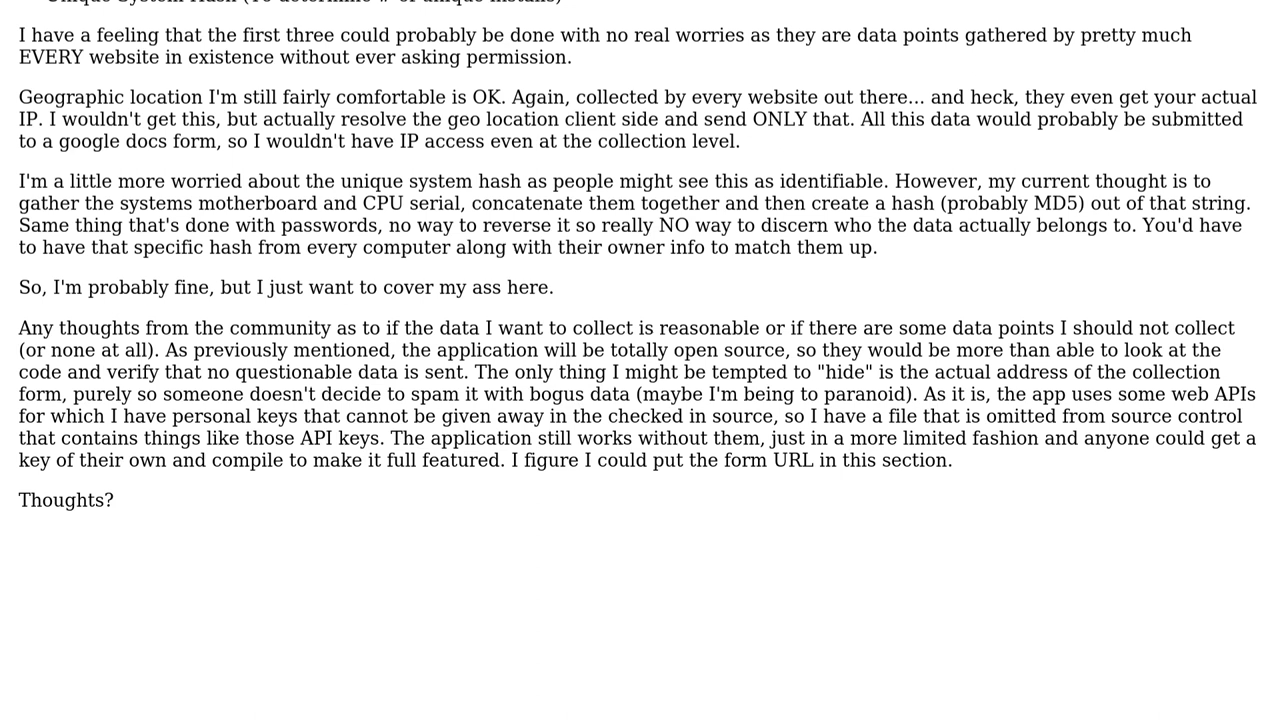 I have a feeling that the first three could probably be done with no real worries as they are data points gathered by pretty much
EVERY website in existence without ever asking permission.
Geographic location I'm still fairly comfortable is OK. Again, collected by every website out there... and heck, they even get your actual
IP. I wouldn't get this, but actually resolve the geo location client side and send ONLY that. All this data would probably be submitted
to a google docs form, so I wouldn't have IP access even at the collection level.
I'm a little more worried about the unique system hash as people might see this as identifiable. However, my current thought is to
gather the systems motherboard and CPU serial, concatenate them together and then create a hash (probably MD5) out of that string.
Same thing that's done with passwords, no way to reverse it so really NO way to discern who the data actually belongs to. You'd have
to have that specific hash from every computer along with their owner info to match them up.
So, I'm probably fine, but I just want to cover my ass here.
Any thoughts from the community as to if the data I want to collect is reasonable or if there are some data points I should not collect
(or none at all). As previously mentioned, the application will be totally open source, so they would be more than able to look at the
code and verify that no questionable data is sent. The only thing I might be tempted to "hide" is the actual address of the collection
form, purely so someone doesn't decide to spam it with bogus data (maybe I'm being to paranoid). As it is, the app uses some web APIs
for which I have personal keys that cannot be given away in the checked in source, so I have a file that is omitted from source control
that contains things like those API keys. The application still works without them, just in a more limited fashion and anyone could get a
key of their own and compile to make it full featured. I figure I could put the form URL in this section.
Thoughts?